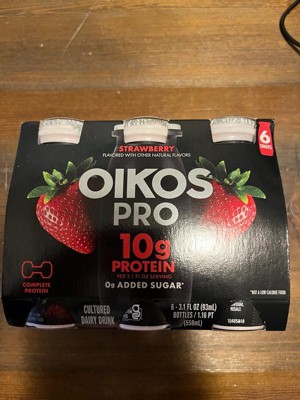 STRAWBERRY
FLAVORED WITH OTHER NATURAL FLAVORS
6
OIKOS
PRO
10g
PROTEIN
PER 3.1 FL OZ SERVING
0g ADDED SUGAR*
COMPLETE
PROTEIN
*NOT A LOW CALORIE FOOD
CULTURED
DAIRY DRINK
6 - 3.1 FL OZ (93mL)
BOTTLES / 1.16 PT
(558mL)